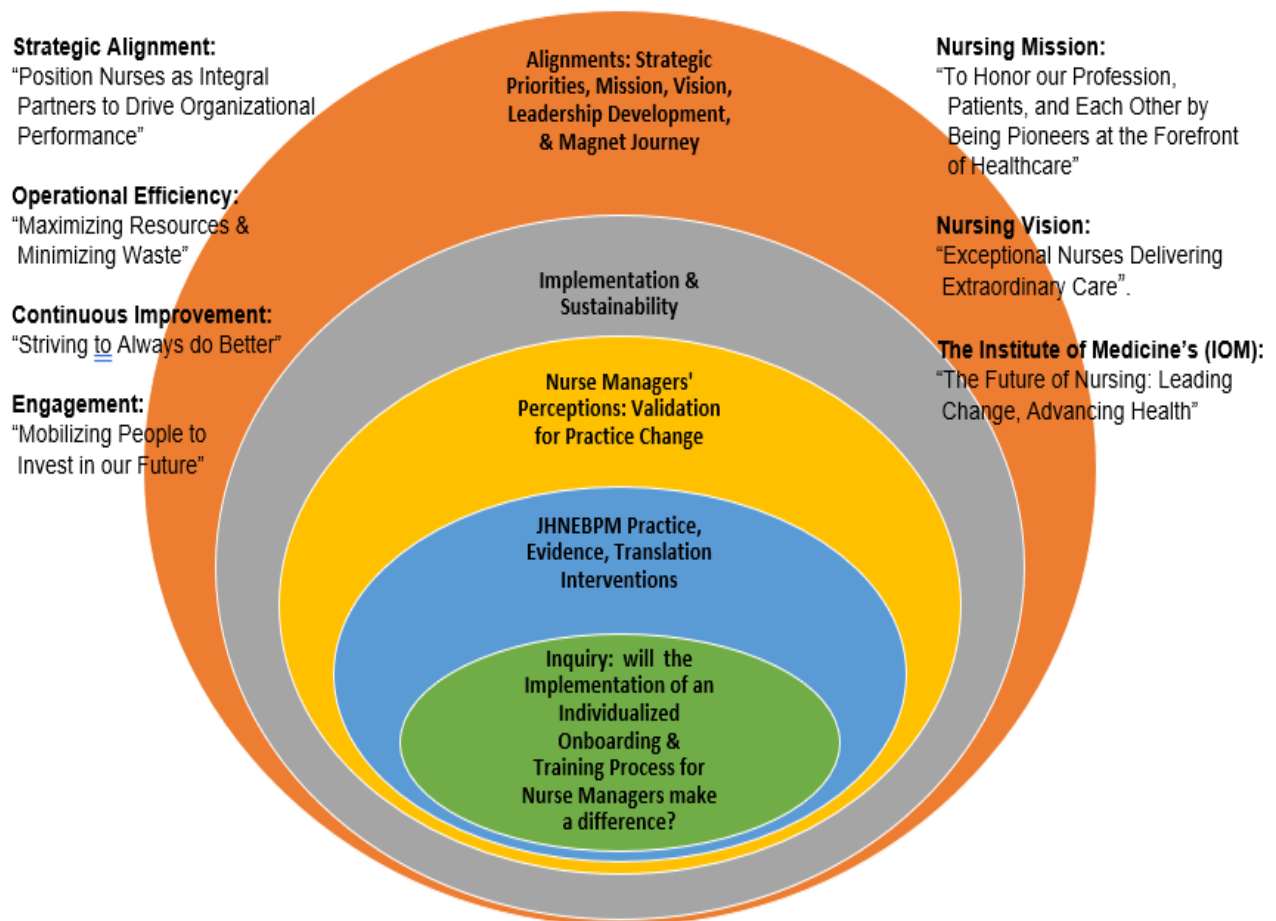 Strategic Alignment:
“Position Nurses as Integral
Partners to Drive Organizational
Performance”
Operational Efficiency:
“Maximizing Resources &
Minimizing Waste”
Continuous Improvement:
“Striving to Always do Better”
Engagement:
“Mobilizing People to
Invest in our Future”
Alignments: Strategic
Priorities, Mission, Vision,
Leadership Development,
& Magnet Journey
Implementation &
Sustainability
Nurse Managers'
Perceptions: Validation
for Practice Change
JHNEBPM Practice,
Evidence, Translation
Interventions
Inquiry: will the
Implementation of an
Individualized
Onboarding &
Training Process for
Nurse Managers make
a difference?
Nursing Mission:
“To Honor our Profession,
Patients, and Each Other by
Being Pioneers at the Forefront
of Healthcare”
Nursing Vision:
“Exceptional Nurses Delivering
Extraordinary Care”.
The Institute of Medicine’s (IOM):
“The Future of Nursing: Leading
Change, Advancing Health”